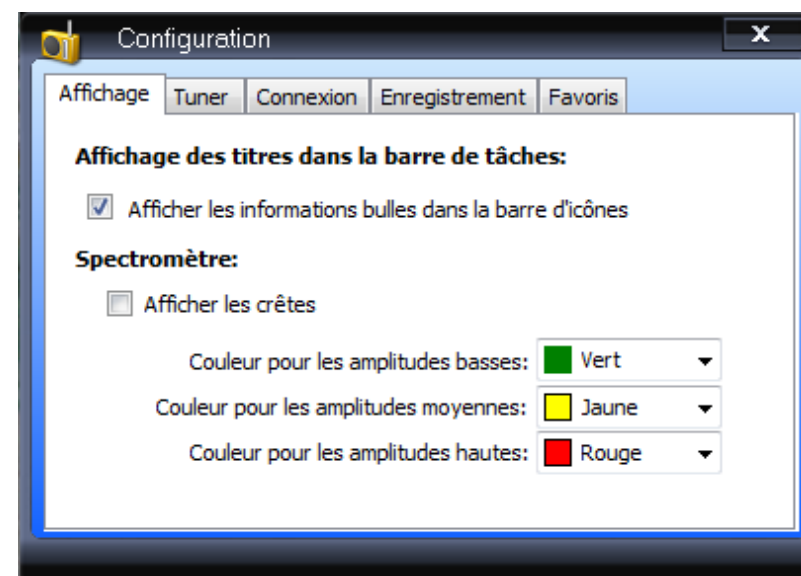 Configuration
x
Affichage Tuner Connexion Enregistrement Favoris
Affichage des titres dans la barre de tâches:
Afficher les informations bulles dans la barre d'icônes
Spectromètre:
Afficher les crêtes
Couleur pour les amplitudes basses: Vert
Couleur pour les amplitudes moyennes: Jaune
Couleur pour les amplitudes hautes: Rouge